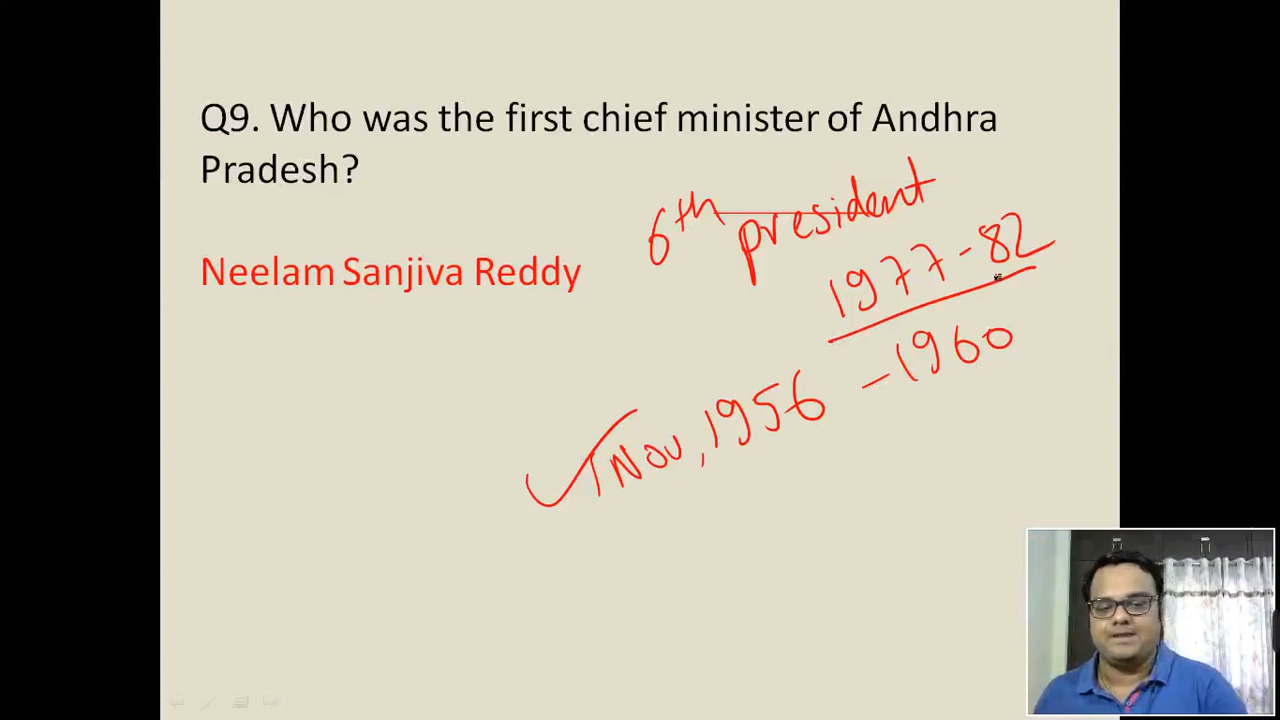 Q9. Who was the first chief minister of Andhra
Pradesh?
6th president
Neelam Sanjiva Reddy
1977-82
1 Nov, 1956 - 1960